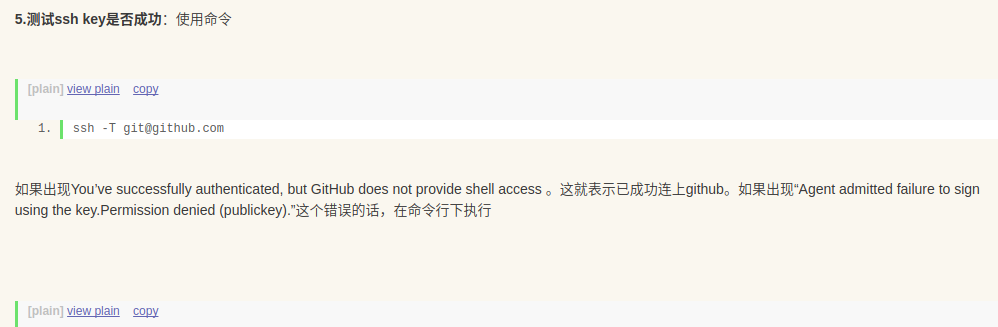 5.测试ssh key是否成功：使用命令
[plain] view plain copy
1. ssh -T git@github.com
如果出现You’ve successfully authenticated, but GitHub does not provide shell access 。这就表示已成功连上github。如果出现“Agent admitted failure to sign
using the key.Permission denied (publickey).”这个错误的话，在命令行下执行
[plain] view plain copy